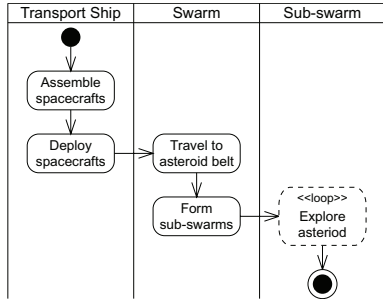 Transport Ship
Swarm
Sub-swarm
Assemble
spacecrafts
Deploy
spacecrafts
Travel to
asteroid belt
Form
sub-swarms
<<loop>>
Explore
asteriod